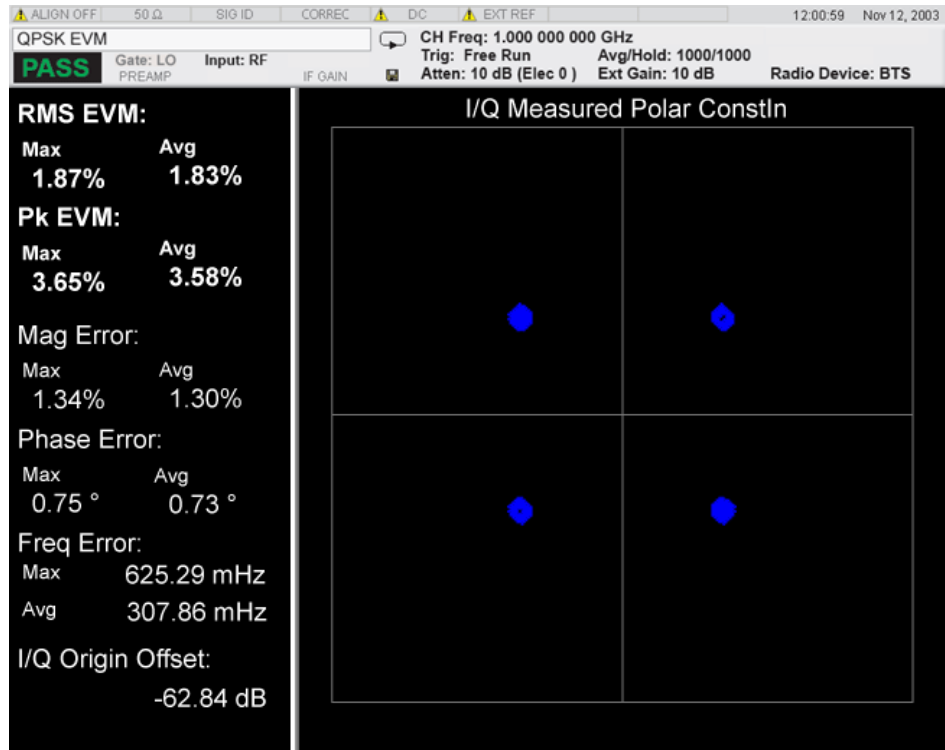 ALIGN OFF 50 Ω SIG ID CORREC DC EXT REF 12:00:59 Nov 12, 2003
QPSK EVM
PASS
Gate: LO Input: RF
PREAMP IF GAIN
CH Freq: 1.000 000 000 GHz
Trig: Free Run Avg/Hold: 1000/1000
Atten: 10 dB (Elec 0 ) Ext Gain: 10 dB Radio Device: BTS
RMS EVM:
Max Avg
1.87% 1.83%
Pk EVM:
Max Avg
3.65% 3.58%
Mag Error:
Max Avg
1.34% 1.30%
Phase Error:
Max Avg
0.75 ° 0.73 °
Freq Error:
Max 625.29 mHz
Avg 307.86 mHz
I/Q Origin Offset:
-62.84 dB
I/Q Measured Polar Constln